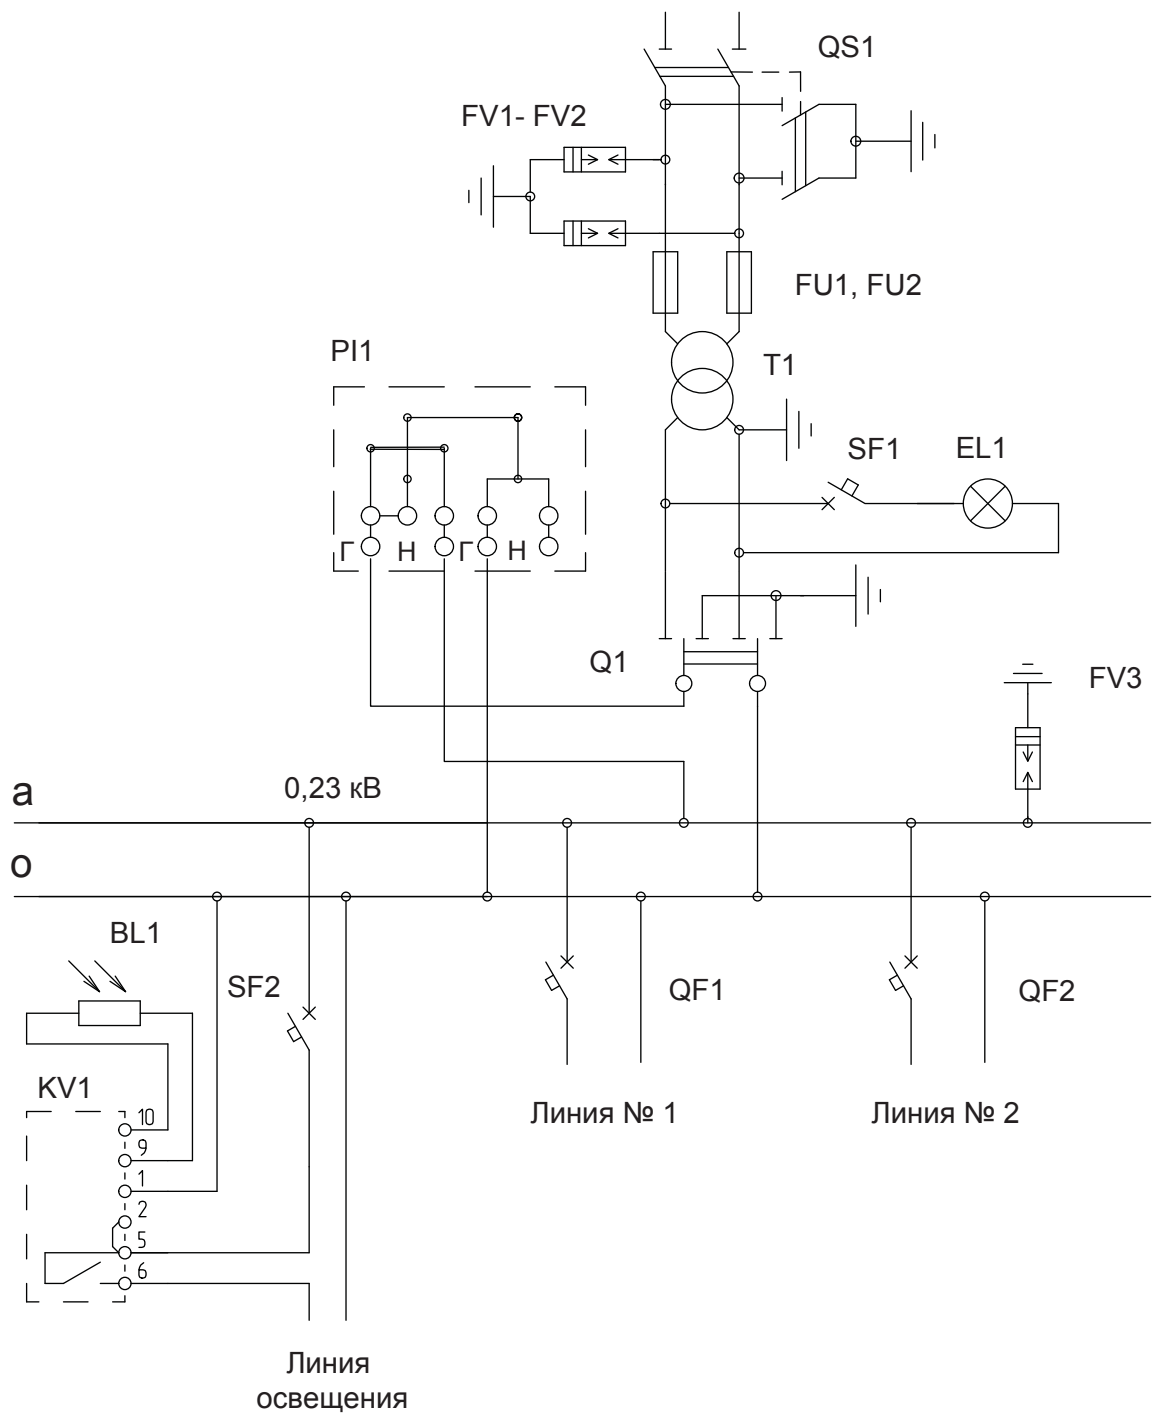 QS1
FV1- FV2
FU1, FU2
PI1
T1
SF1
EL1
Г Н Г Н
Q1
FV3
0,23 кВ
а
о
BL1
SF2
QF1
QF2
KV1
10
9
1
2
5
6
Линия № 1
Линия № 2
Линия
освещения